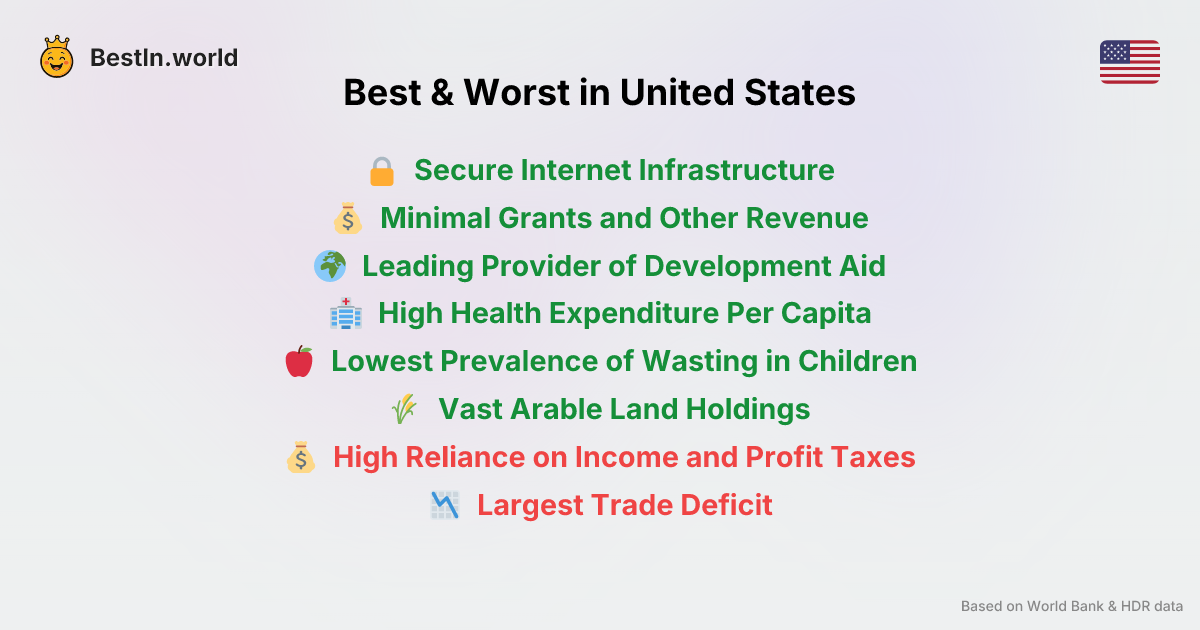 BestIn.world
Best & Worst in United States
Secure Internet Infrastructure
Minimal Grants and Other Revenue
Leading Provider of Development Aid
High Health Expenditure Per Capita
Lowest Prevalence of Wasting in Children
Vast Arable Land Holdings
High Reliance on Income and Profit Taxes
Largest Trade Deficit
Based on World Bank & HDR data